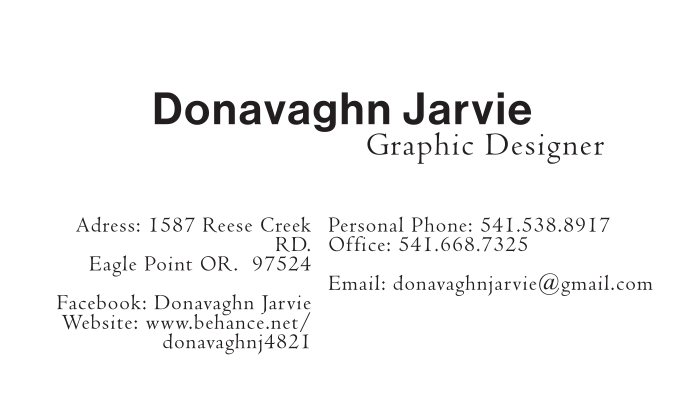 Donavaghn Jarvie
Graphic Designer
Adress: 1587 Reese Creek
RD.
Eagle Point OR. 97524
Facebook: Donavaghn Jarvie
Website: www.behance.net/
donavaghnj4821
Personal Phone: 541.538.8917
Office: 541.668.7325
Email: donavaghnjarvie@gmail.com